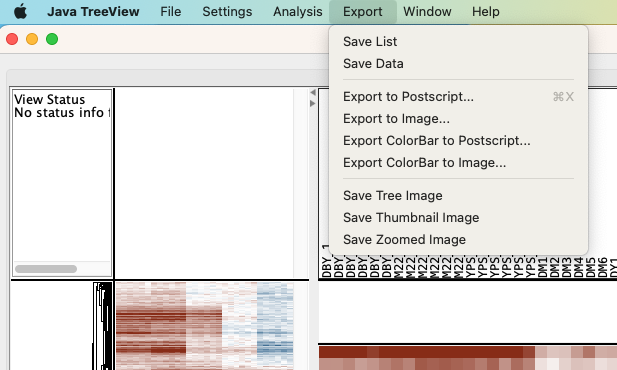 Java TreeView File Settings Analysis Export Window Help
Save List
Save Data
Export to Postscript... ⌘X
Export to Image...
Export ColorBar to Postscript...
Export ColorBar to Image...
Save Tree Image
Save Thumbnail Image
Save Zoomed Image
View Status
No status info
DBY_1
DBY
DBY
DBY
DBY
DBY
M22
M22
M22
M22
M22
M22
YPS
YPS
YPS
YPS
YPS
YPS
DM1
DM2
DM3
DM4
DM5
DM6
DY1